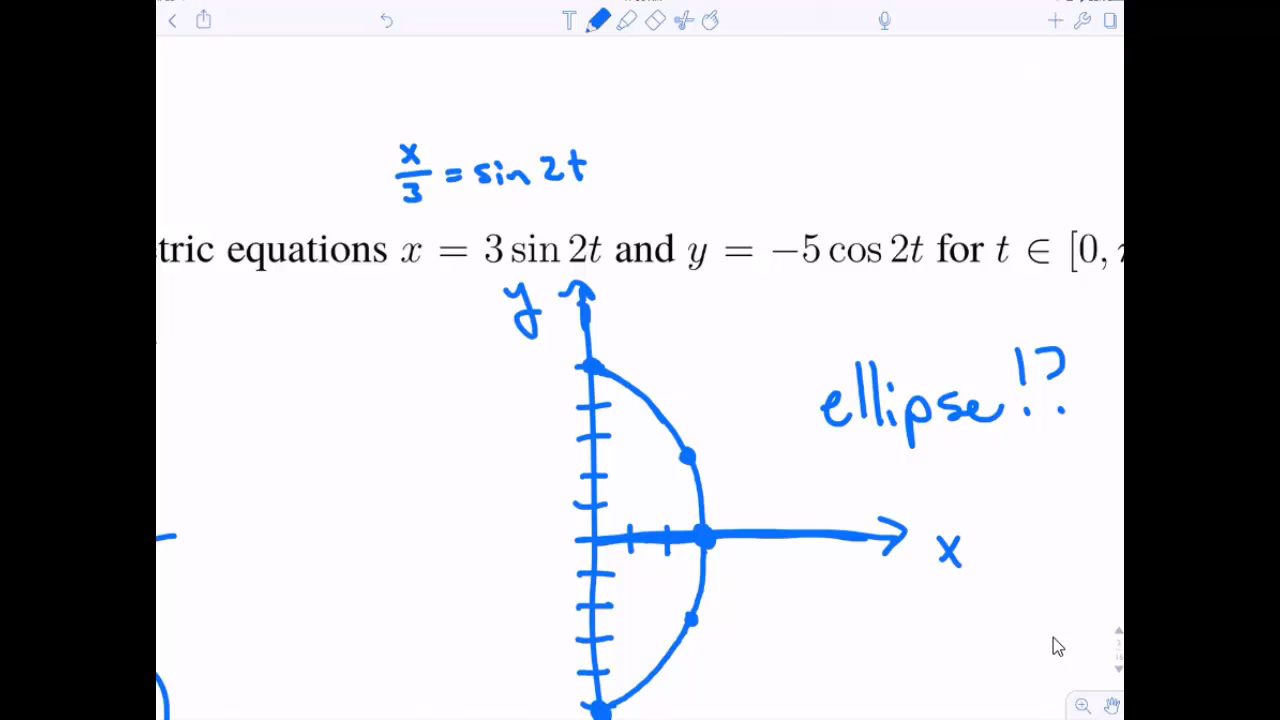 x/3 = sin 2t
tric equations x = 3 sin 2t and y = −5 cos 2t for t ∈ [0,
y
ellipse!?
x